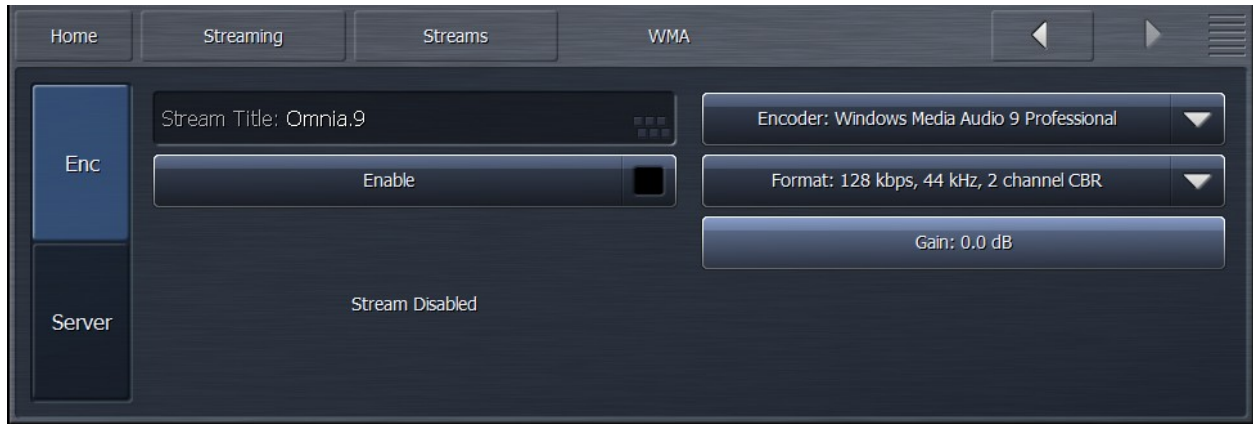 Home
Streaming
Streams
WMA
Enc
Server
Stream Title: Omnia.9
Enable
Stream Disabled
Encoder: Windows Media Audio 9 Professional
Format: 128 kbps, 44 kHz, 2 channel CBR
Gain: 0.0 dB